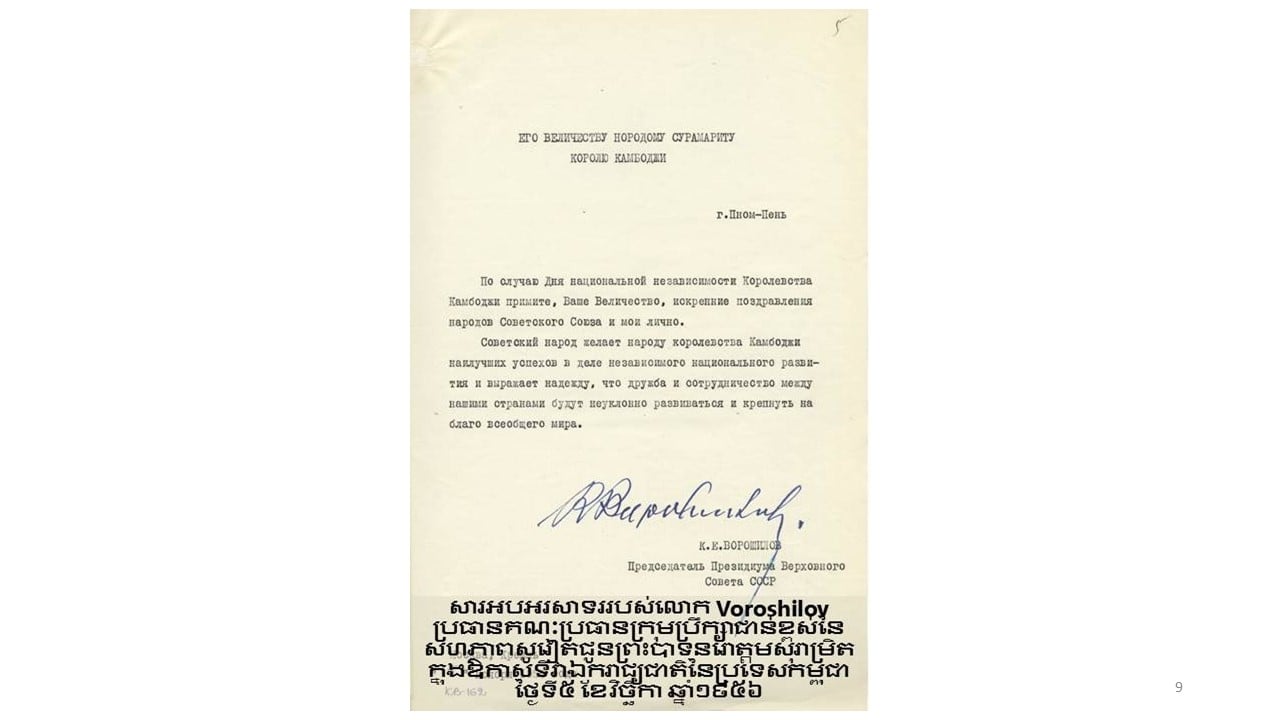 5
ЕГО ВЕЛИЧЕСТВУ НОРОДОМУ СУРАМАРИТУ
КОРОЛЮ КАМБОДЖИ
г.Пном-Пень
По случаю Дня национальной независимости Королевства
Камбоджи примите, Ваше Величество, искренние поздравления
народов Советского Союза и мои лично.
Советский народ желает народу королевства Камбоджи
наилучших успехов в деле независимого национального разви-
тия и выражает надежду, что дружба и сотрудничество между
нашими странами будут неуклонно развиваться и крепнуть на
благо всеобщего мира.
К.Е.ВОРОШИЛОВ
Председатель Президиума Верховного
Совета СССР
សារអបអរសាទររបស់លោក Voroshilov
ប្រធានគណៈប្រធានក្រុមប្រឹក្សាជាន់ខ្ពស់នៃ
សហភាពសូវៀតជូនព្រះបាទនរោត្តមសុរាម្រិត
ក្នុងឱកាសទិវាឯករាជ្យជាតិនៃប្រទេសកម្ពុជា
ថ្ងៃទី៥ ខែវិច្ឆិកា ឆ្នាំ១៩៥៦
КВ-162
9